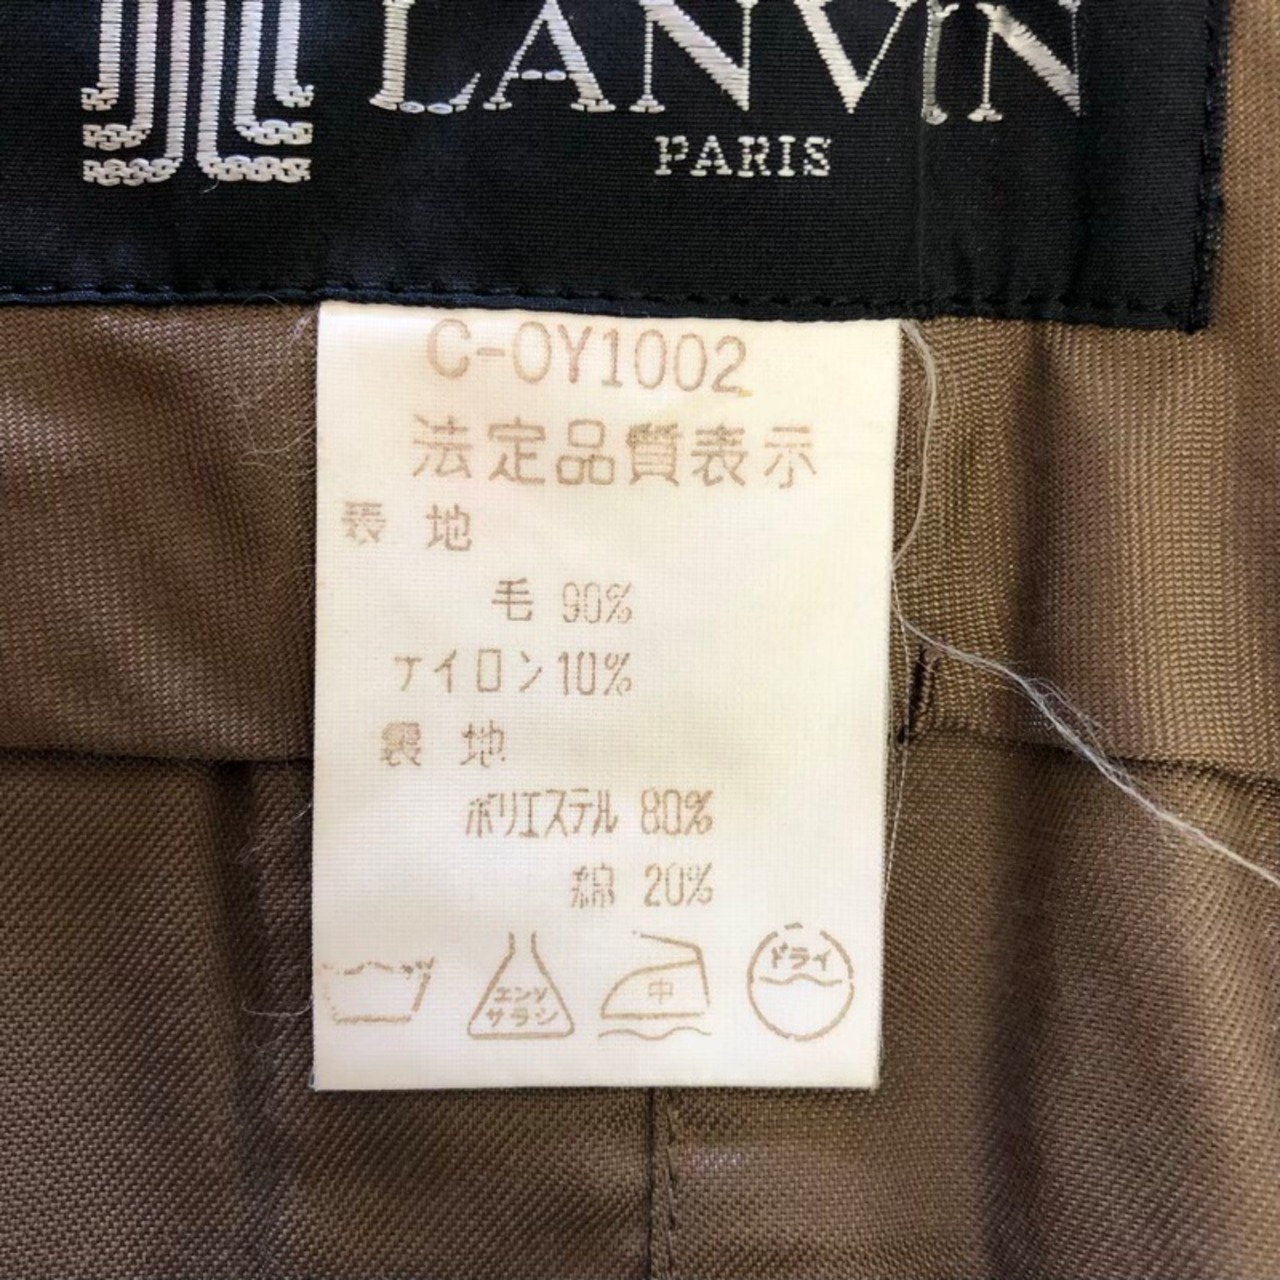 LANVIN
PARIS
C-OY1002
法定品質表示
表 地
毛 90%
ナイロン10%
裏 地
ポリエステル 80%
綿 20%
エンソ
サラシ
中
ドライ